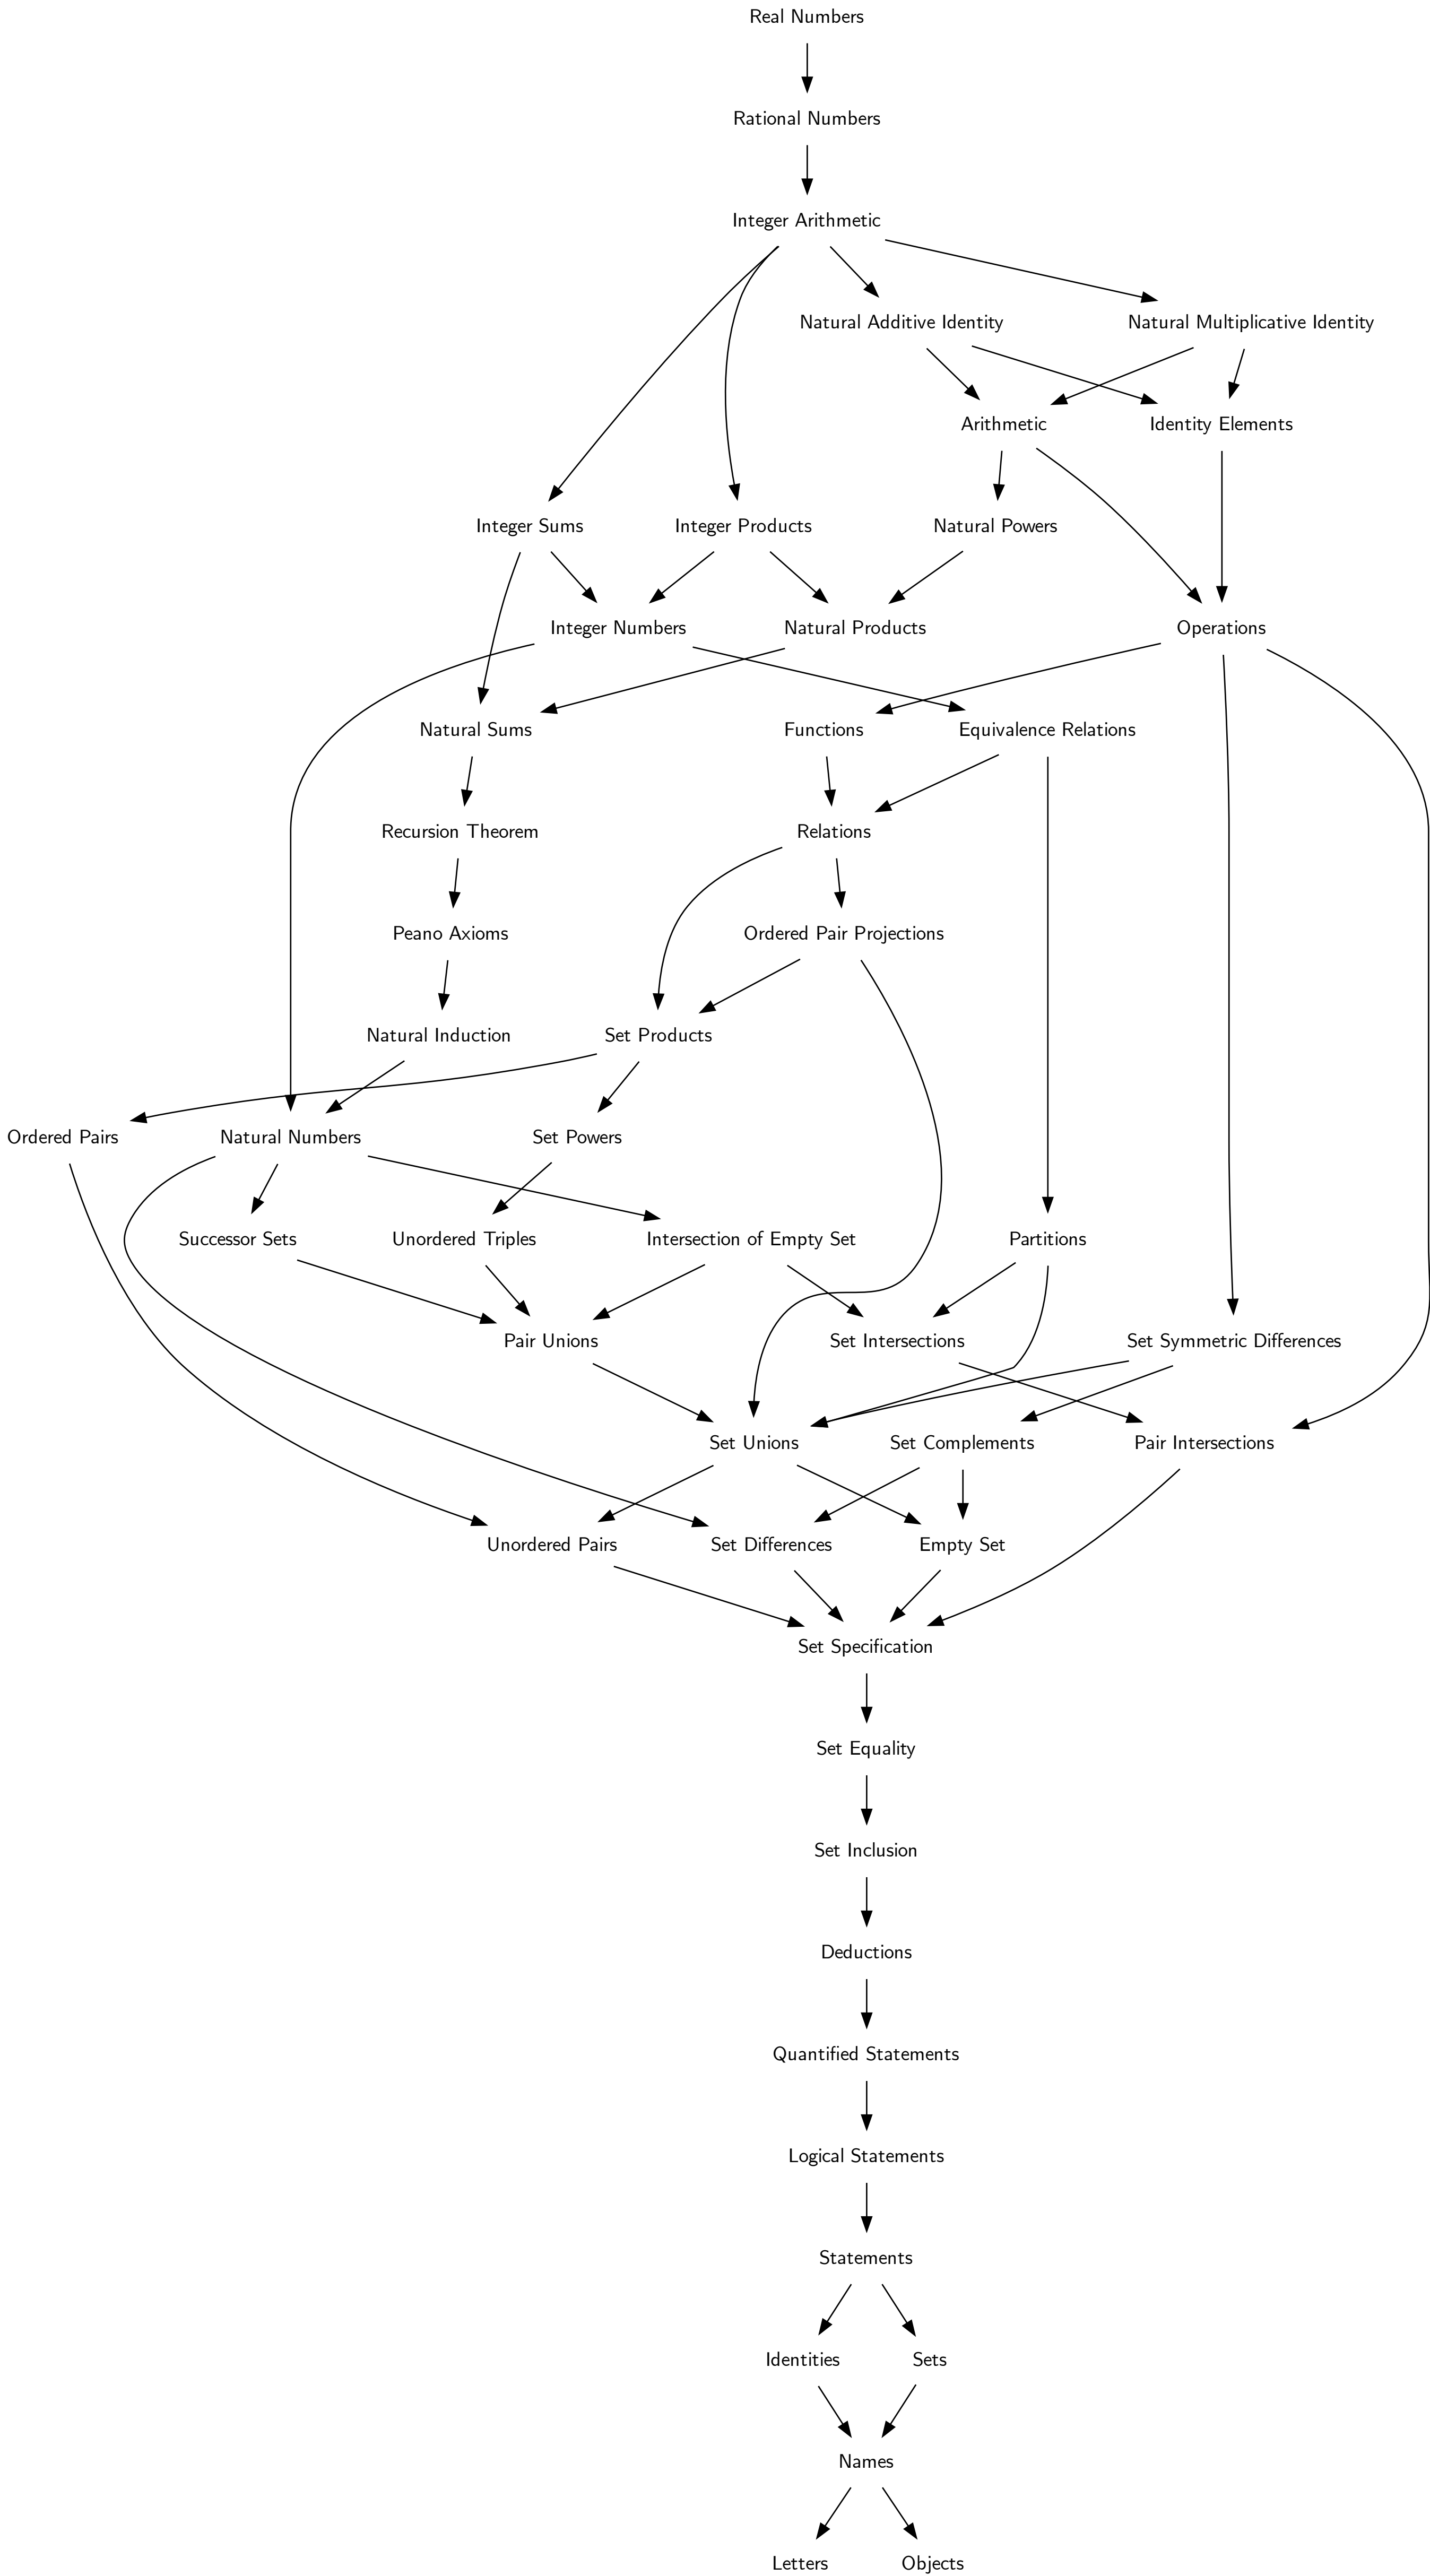 Real Numbers
Rational Numbers
Integer Arithmetic
Natural Additive Identity
Natural Multiplicative Identity
Arithmetic
Identity Elements
Integer Sums
Integer Products
Natural Powers
Integer Numbers
Natural Products
Operations
Natural Sums
Functions
Equivalence Relations
Recursion Theorem
Relations
Peano Axioms
Ordered Pair Projections
Natural Induction
Set Products
Ordered Pairs
Natural Numbers
Set Powers
Successor Sets
Unordered Triples
Intersection of Empty Set
Partitions
Pair Unions
Set Intersections
Set Symmetric Differences
Set Unions
Set Complements
Pair Intersections
Unordered Pairs
Set Differences
Empty Set
Set Specification
Set Equality
Set Inclusion
Deductions
Quantified Statements
Logical Statements
Statements
Identities
Sets
Names
Letters
Objects